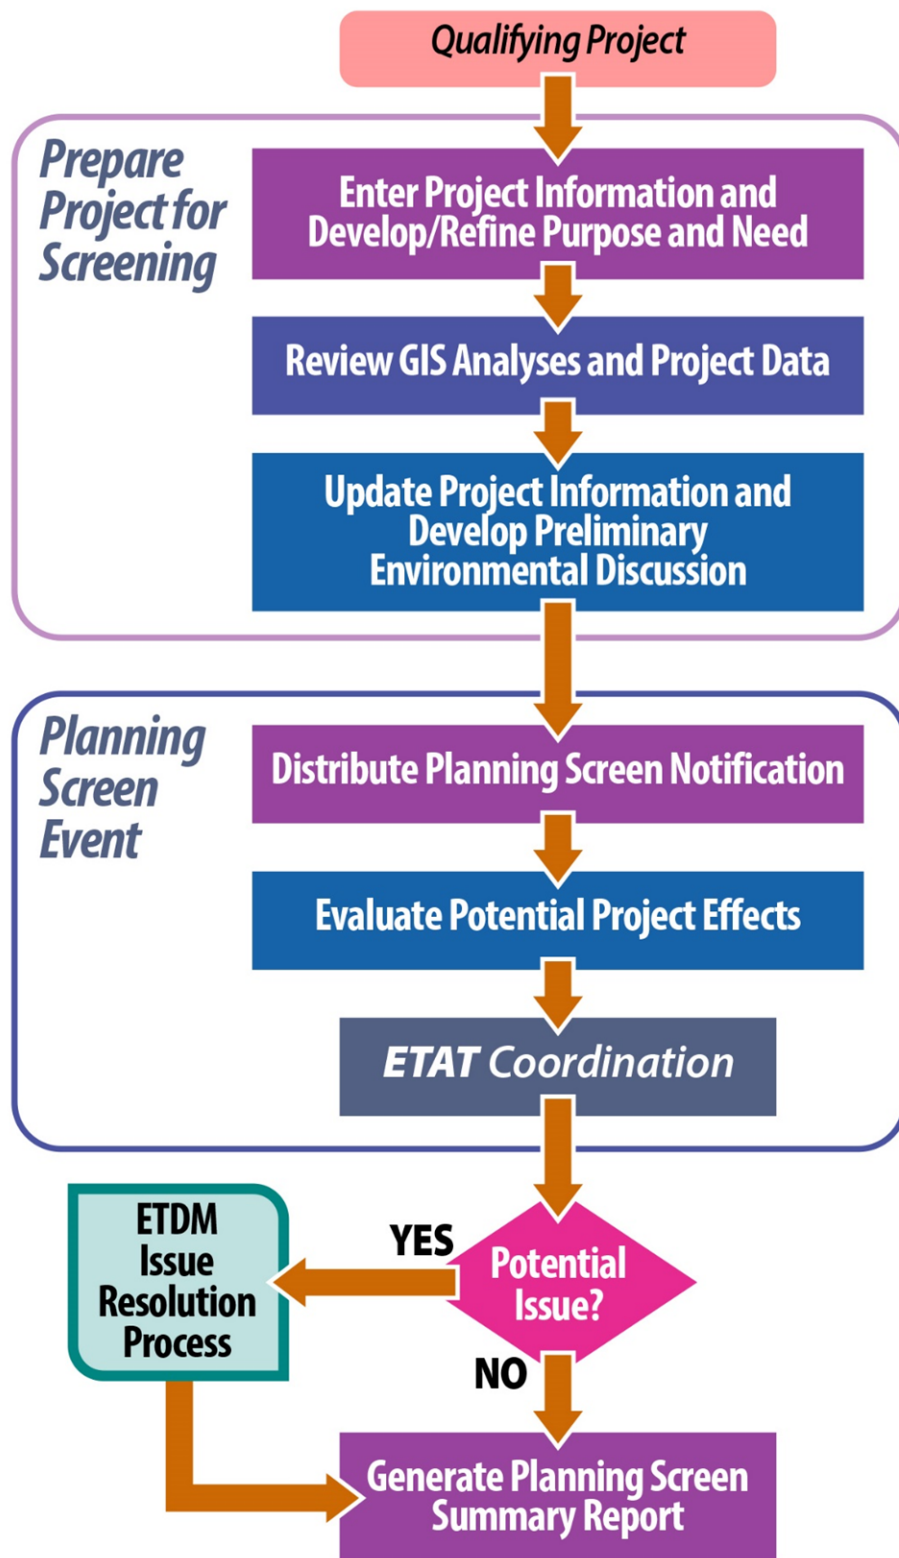 Qualifying Project
Prepare
Project for
Screening
Enter Project Information and
Develop/Refine Purpose and Need
Review GIS Analyses and Project Data
Update Project Information and
Develop Preliminary
Environmental Discussion
Planning
Screen
Event
Distribute Planning Screen Notification
Evaluate Potential Project Effects
ETAT Coordination
Potential
Issue?
YES
ETDM
Issue
Resolution
Process
NO
Generate Planning Screen
Summary Report